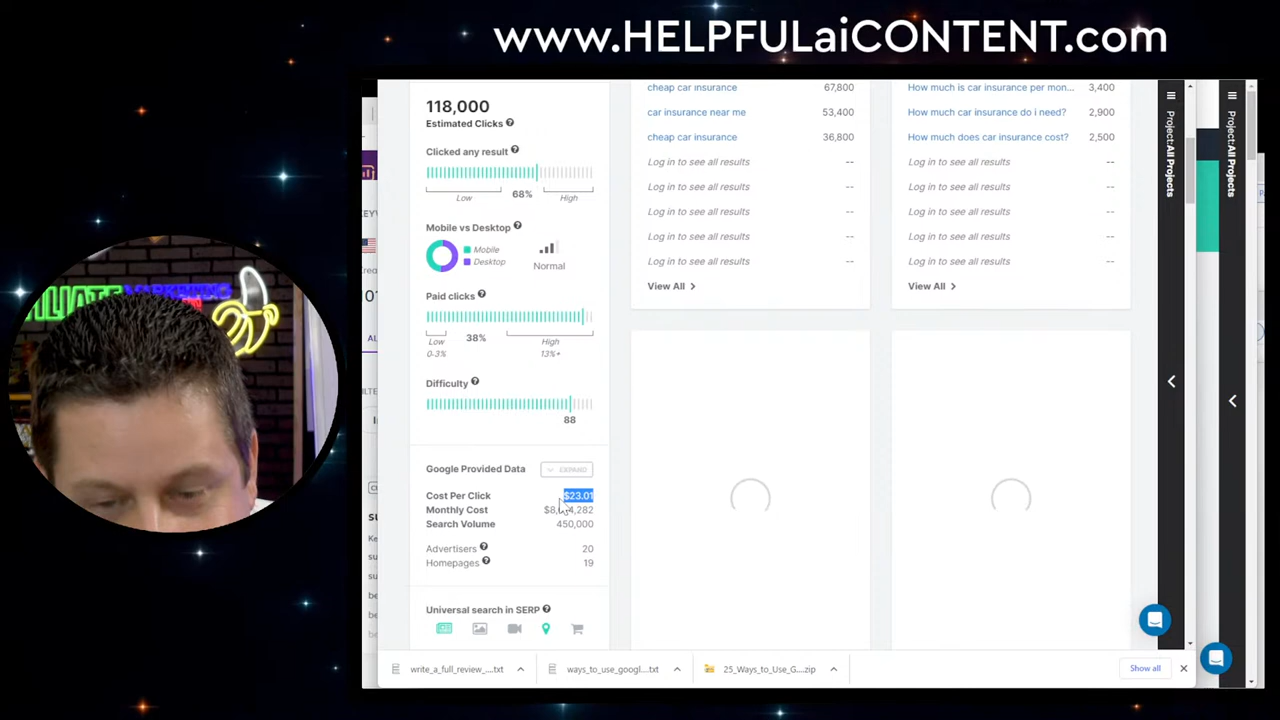 www.HELPFULaiCONTENT.com
118,000
Estimated Clicks
Clicked any result
Low
68%
High
Mobile vs Desktop
Mobile
Desktop
Normal
Paid clicks
Low
0-3%
38%
High
13%+
Difficulty
88
Google Provided Data
EXPAND
Cost Per Click $23.01
Monthly Cost
Search Volume 450,000
Advertisers 20
Homepages 19
Universal search in SERP
cheap car insurance 67,800
car insurance near me 53,400
cheap car insurance 36,800
Log in to see all results --
Log in to see all results --
Log in to see all results --
Log in to see all results --
Log in to see all results --
View All
How much is car insurance per mon... 3,400
How much car insurance do i need? 2,900
How much does car insurance cost? 2,500
Log in to see all results --
Log in to see all results --
Log in to see all results --
Log in to see all results --
Log in to see all results --
View All
Project: All Projects
Project: All Projects
MARKETING
write_a_full_review_....txt
ways_to_use_googl....txt
25_Ways_to_Use_G....zip
Show all